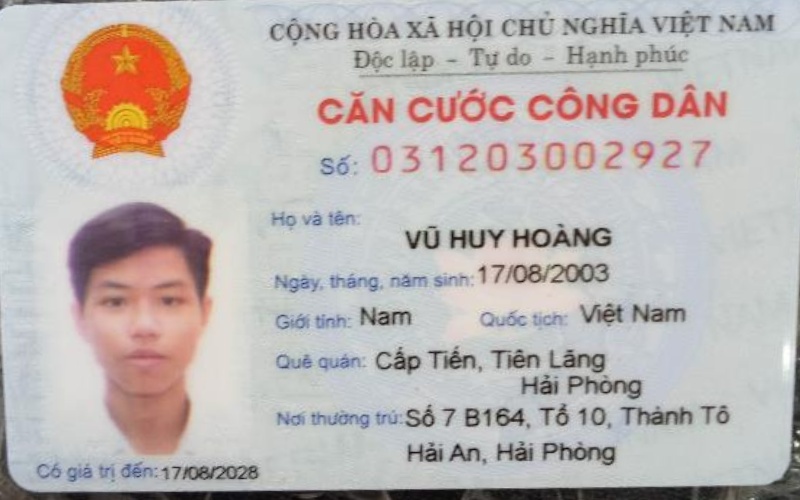 CỘNG HÒA XÃ HỘI CHỦ NGHĨA VIỆT NAM
Độc lập – Tự do – Hạnh phúc
CĂN CƯỚC CÔNG DÂN
Số: 031203002927
Họ và tên:
VŨ HUY HOÀNG
Ngày, tháng, năm sinh: 17/08/2003
Giới tính: Nam Quốc tịch: Việt Nam
Quê quán: Cấp Tiến, Tiên Lãng
Hải Phòng
Nơi thường trú: Số 7 B164, Tổ 10, Thành Tô
Hải An, Hải Phòng
Có giá trị đến: 17/08/2028